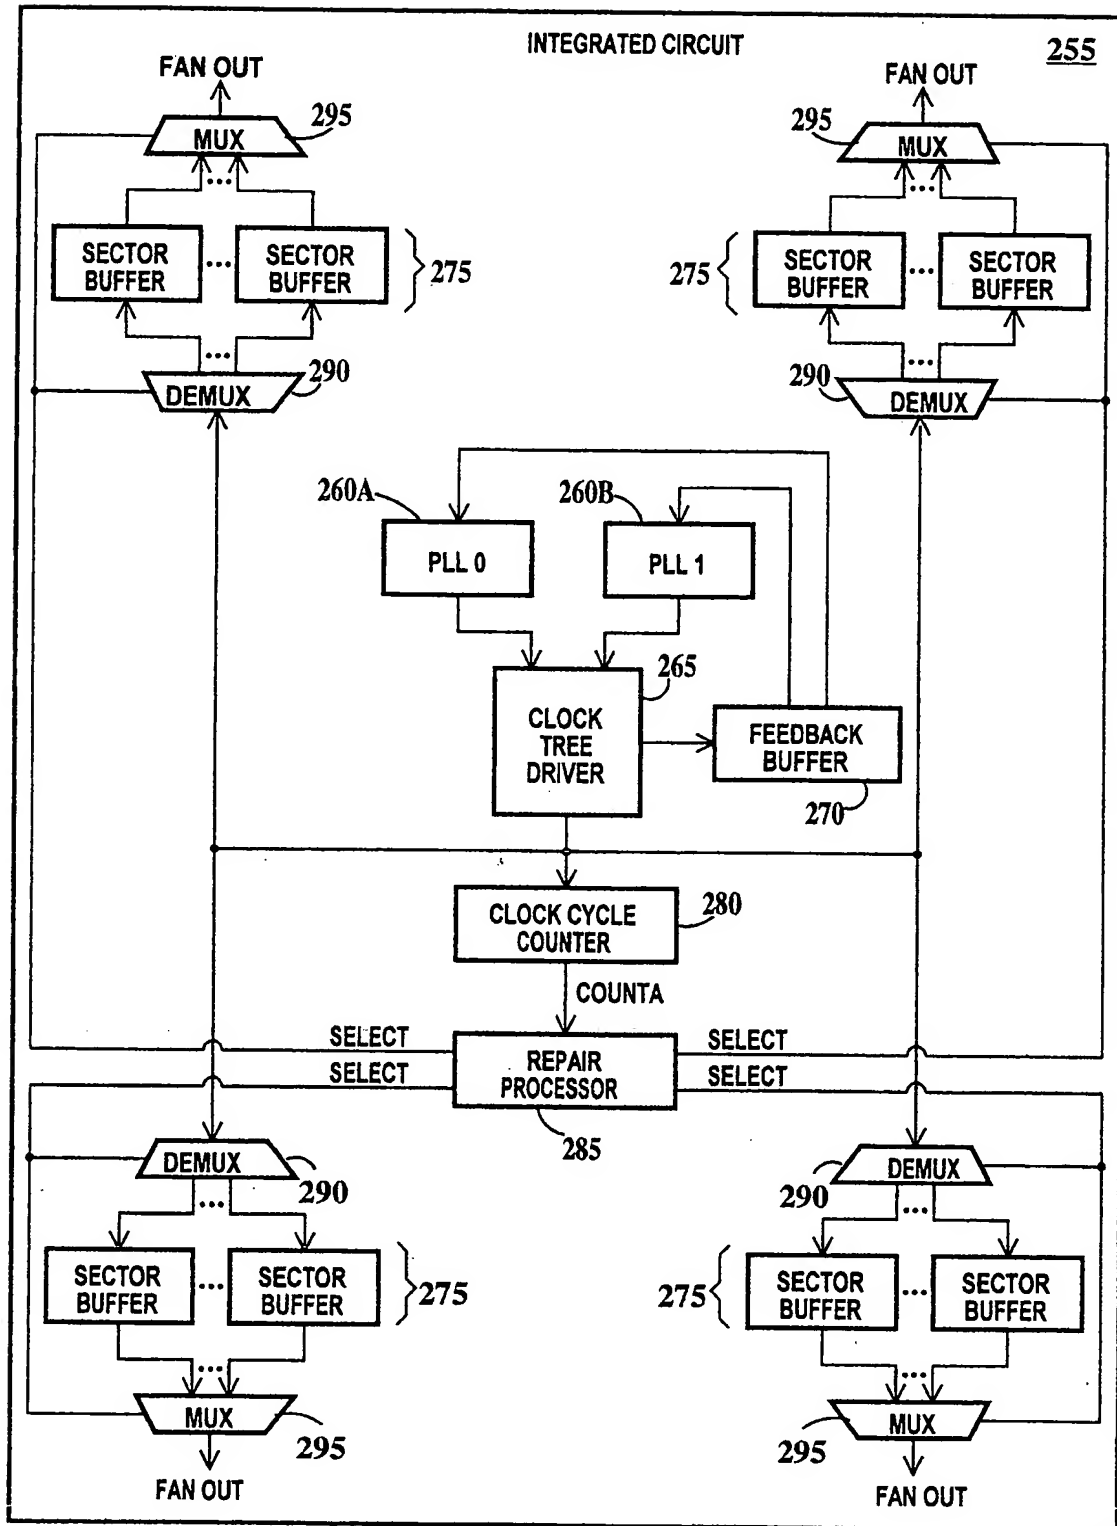 INTEGRATED CIRCUIT
255
FAN OUT
FAN OUT
295
295
MUX
MUX
...
...
SECTOR BUFFER
...
SECTOR BUFFER
275
275
SECTOR BUFFER
...
SECTOR BUFFER
...
...
290
290
DEMUX
DEMUX
260A
260B
PLL 0
PLL 1
265
CLOCK
TREE
DRIVER
FEEDBACK
BUFFER
270
CLOCK CYCLE
COUNTER
280
COUNTA
SELECT
SELECT
SELECT
SELECT
REPAIR
PROCESSOR
285
DEMUX
DEMUX
290
290
...
...
SECTOR BUFFER
...
SECTOR BUFFER
275
275
SECTOR BUFFER
...
SECTOR BUFFER
...
...
MUX
MUX
295
295
FAN OUT
FAN OUT